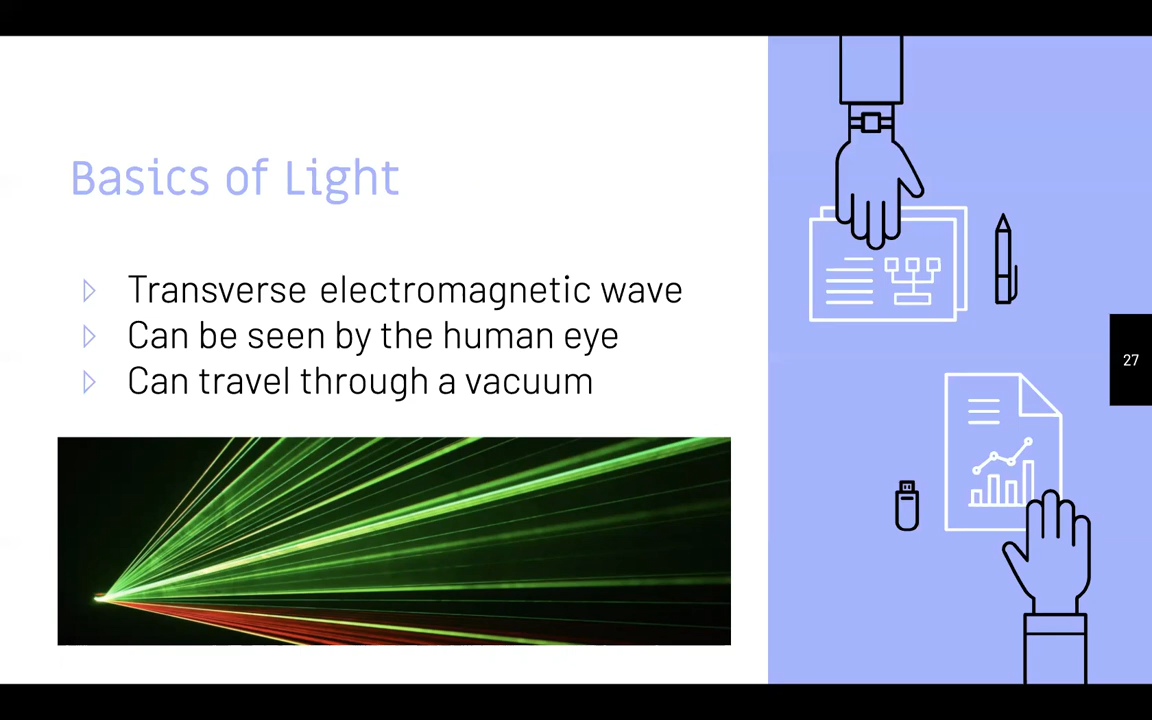 Basics of Light
Transverse electromagnetic wave
Can be seen by the human eye
Can travel through a vacuum
27